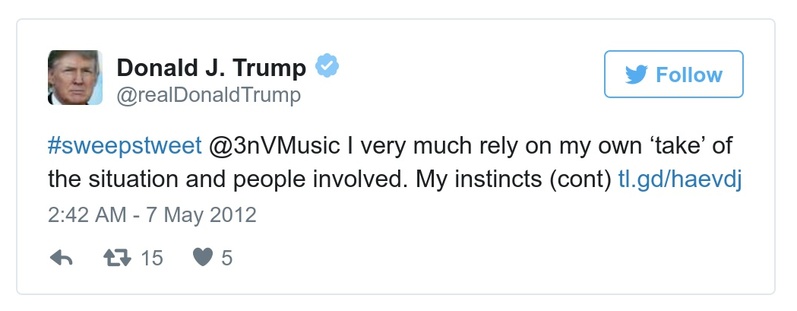 Donald J. Trump
@realDonaldTrump
Follow
#sweepstweet @3nVMusic I very much rely on my own ‘take’ of
the situation and people involved. My instincts (cont) tl.gd/haevdj
2:42 AM - 7 May 2012
15 5